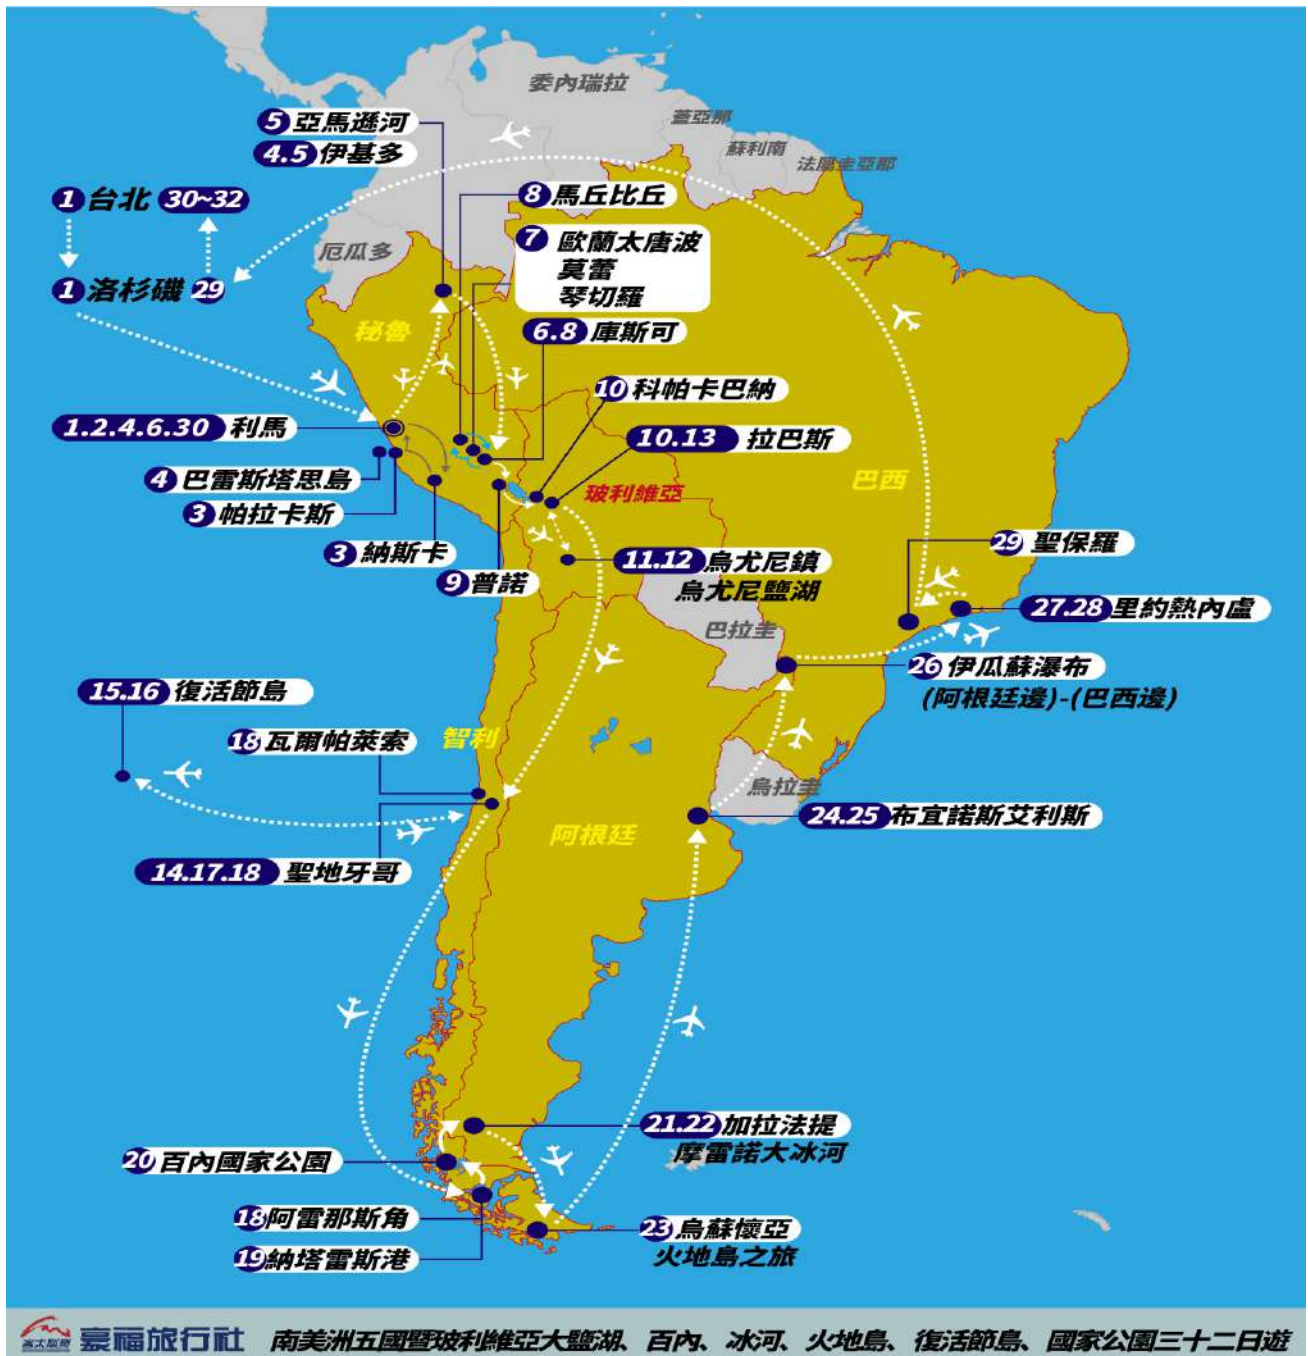 委內瑞拉
蓋亞那
蘇利南
法屬圭亞那
5 亞馬遜河
4.5 伊基多
1 台北 30~32
8 馬丘比丘
7 歐蘭太唐波
莫蕾
琴切羅
厄瓜多
1 洛杉磯 29
秘魯
6.8 庫斯可
10 科帕卡巴納
1.2.4.6.30 利馬
10.13 拉巴斯
4 巴雷斯塔思島
巴西
玻利維亞
3 帕拉卡斯
29 聖保羅
3 納斯卡
11.12 烏尤尼鎮
烏尤尼鹽湖
9 普諾
27.28 里約熱內盧
巴拉圭
26 伊瓜蘇瀑布
(阿根廷邊)-(巴西邊)
15.16 復活節島
18 瓦爾帕萊索
智利
烏拉圭
24.25 布宜諾斯艾利斯
阿根廷
14.17.18 聖地牙哥
21.22 加拉法提
摩雷諾大冰河
20 百內國家公園
18 阿雷那斯角
23 烏蘇懷亞
火地島之旅
19 納塔雷斯港
豪福旅行社 南美洲五國暨玻利維亞大鹽湖、百內、冰河、火地島、復活節島、國家公園三十二日遊